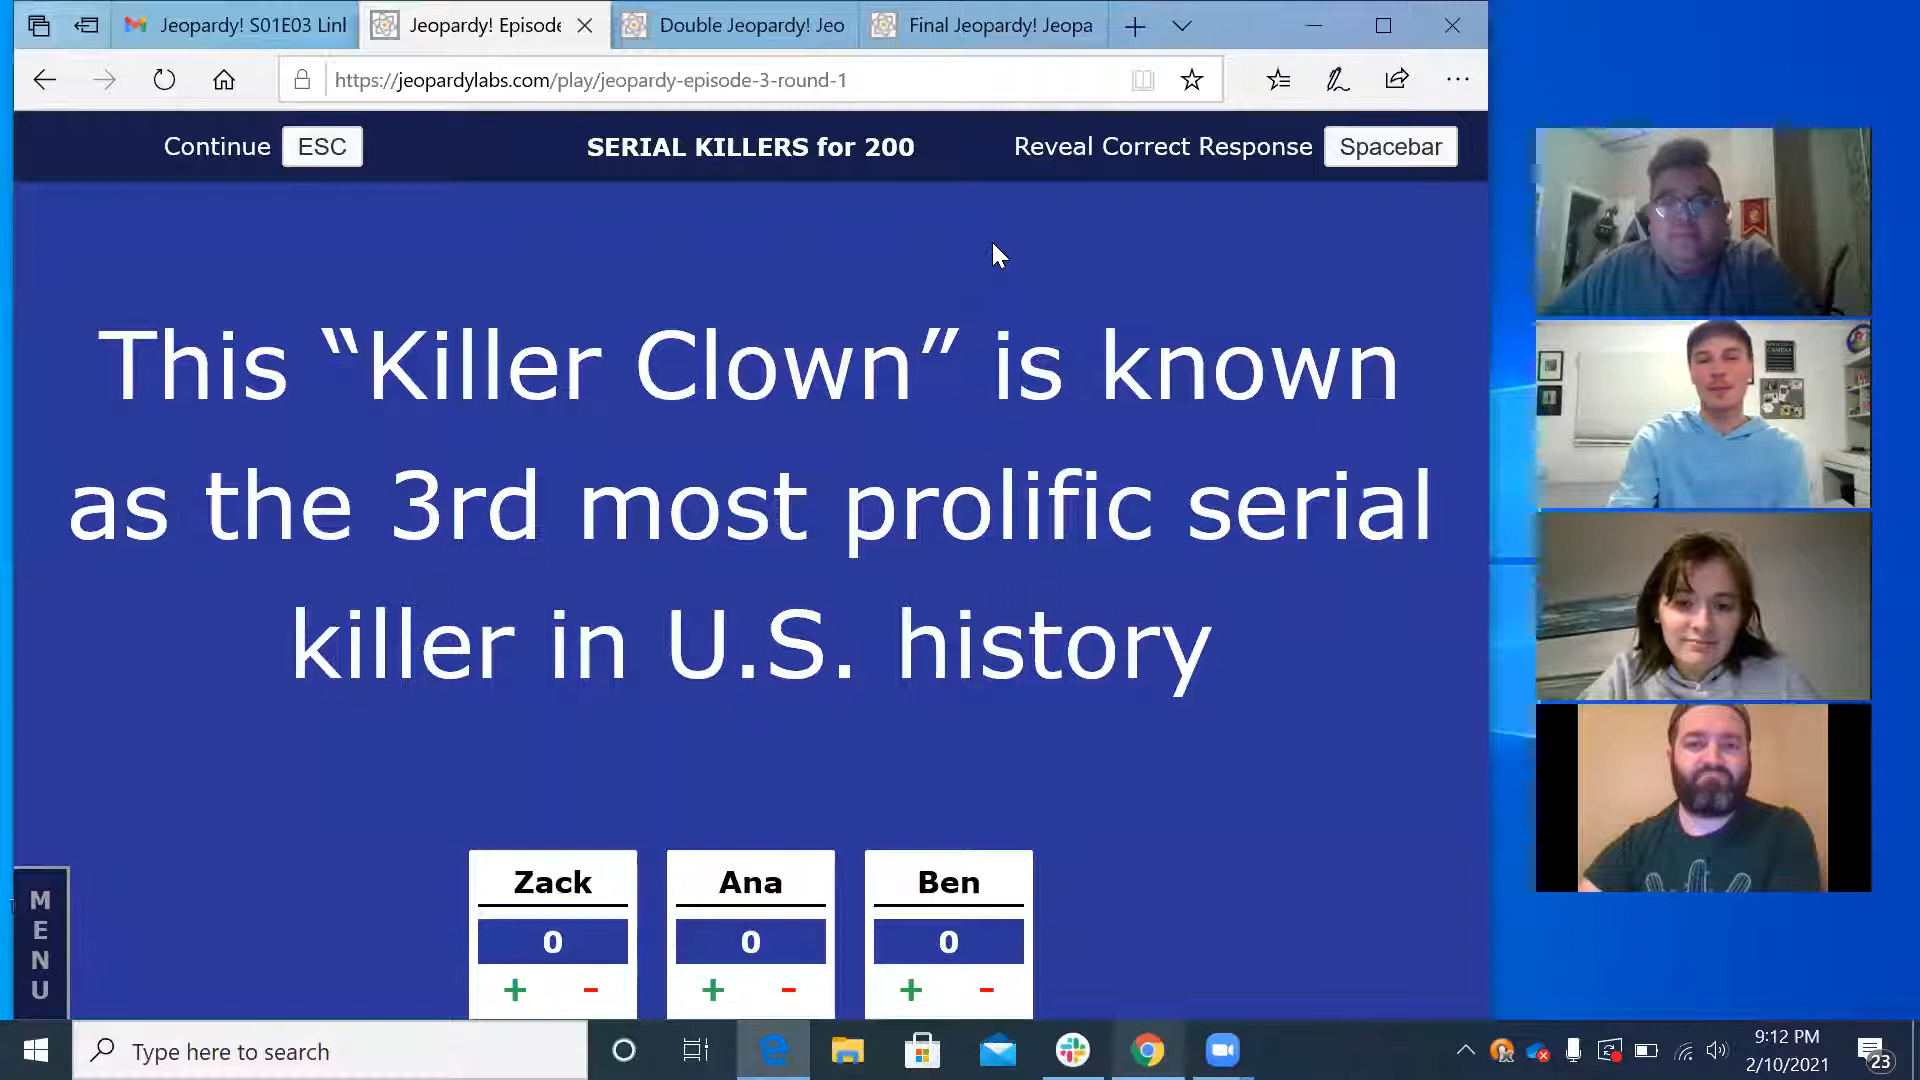 Jeopardy! S01E03 Linl
Jeopardy! Episode
Double Jeopardy! Jeo
Final Jeopardy! Jeopa
https://jeopardylabs.com/play/jeopardy-episode-3-round-1
Continue ESC
SERIAL KILLERS for 200
Reveal Correct Response Spacebar
This “Killer Clown” is known
as the 3rd most prolific serial
killer in U.S. history
MENU
Zack Ana Ben
0 0 0
+ - + - + -
Type here to search
9:12 PM
2/10/2021
23